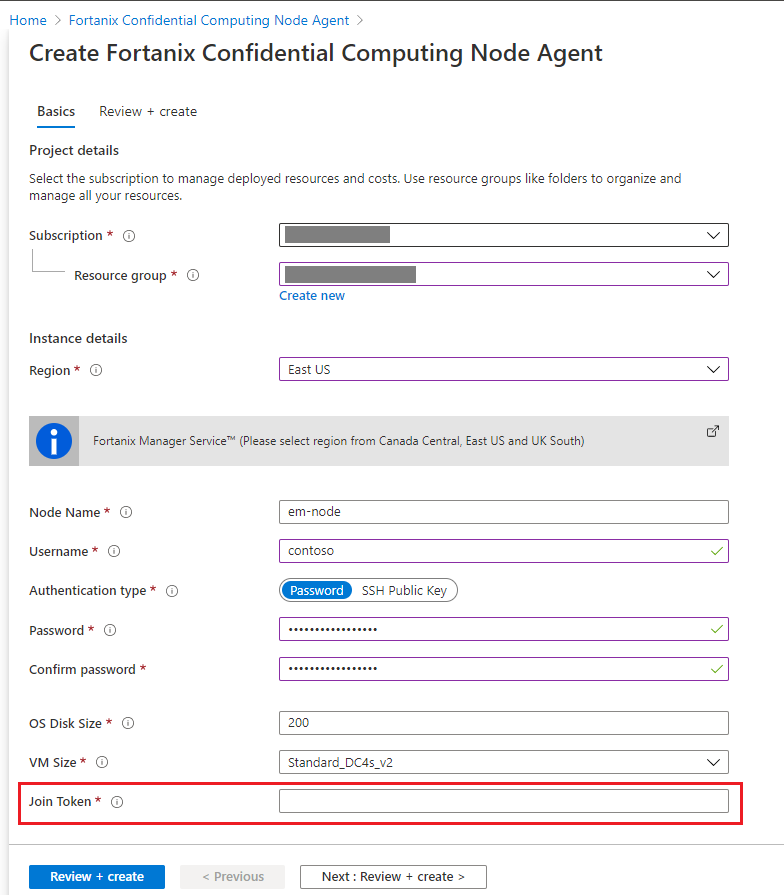 Home > Fortanix Confidential Computing Node Agent >
Create Fortanix Confidential Computing Node Agent
Basics Review + create
Project details
Select the subscription to manage deployed resources and costs. Use resource groups like folders to organize and
manage all your resources.
Subscription *
Resource group *
Create new
Instance details
Region * East US
Fortanix Manager Service™ (Please select region from Canada Central, East US and UK South)
Node Name * em-node
Username * contoso
Authentication type * Password SSH Public Key
Password * •••••••••••••••••
Confirm password * •••••••••••••••••
OS Disk Size * 200
VM Size * Standard_DC4s_v2
Join Token *
Review + create < Previous Next : Review + create >